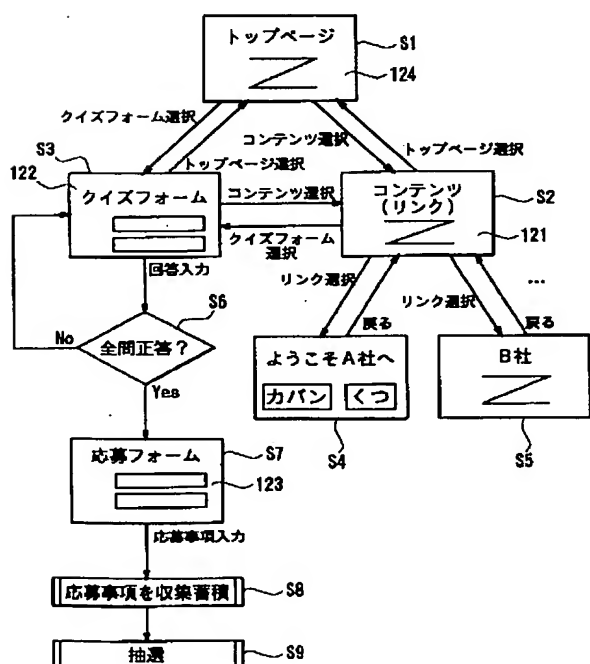 トップページ
S1
124
クイズフォーム選択
コンテンツ選択
トップページ選択
トップページ選択
S3
122
クイズフォーム
コンテンツ選択
クイズフォーム
選択
コンテンツ
(リンク)
S2
121
回答入力
リンク選択
戻る
リンク選択
戻る
…
S6
No
全問正答?
Yes
ようこそA社へ
カバン
くつ
S4
B社
S5
応募フォーム
S7
123
応募事項入力
応募事項を収集蓄積
S8
抽選
S9